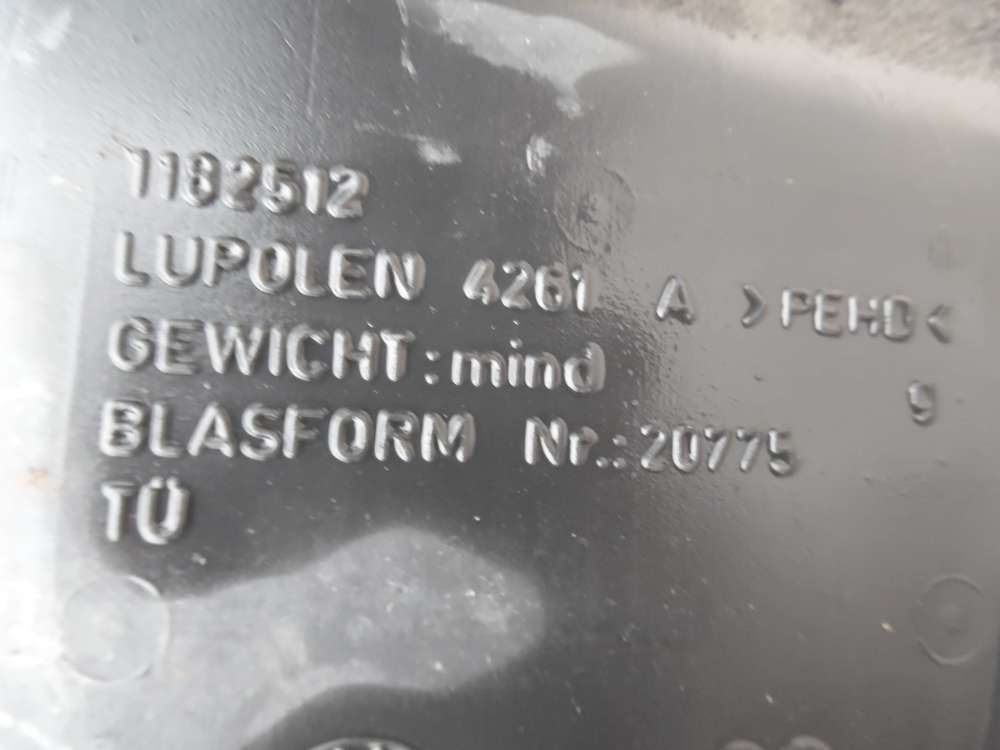 1182512
LUPOLEN 4261 A >PEHD<
GEWICHT:mind g
BLASFORM Nr.:20775
TÜ